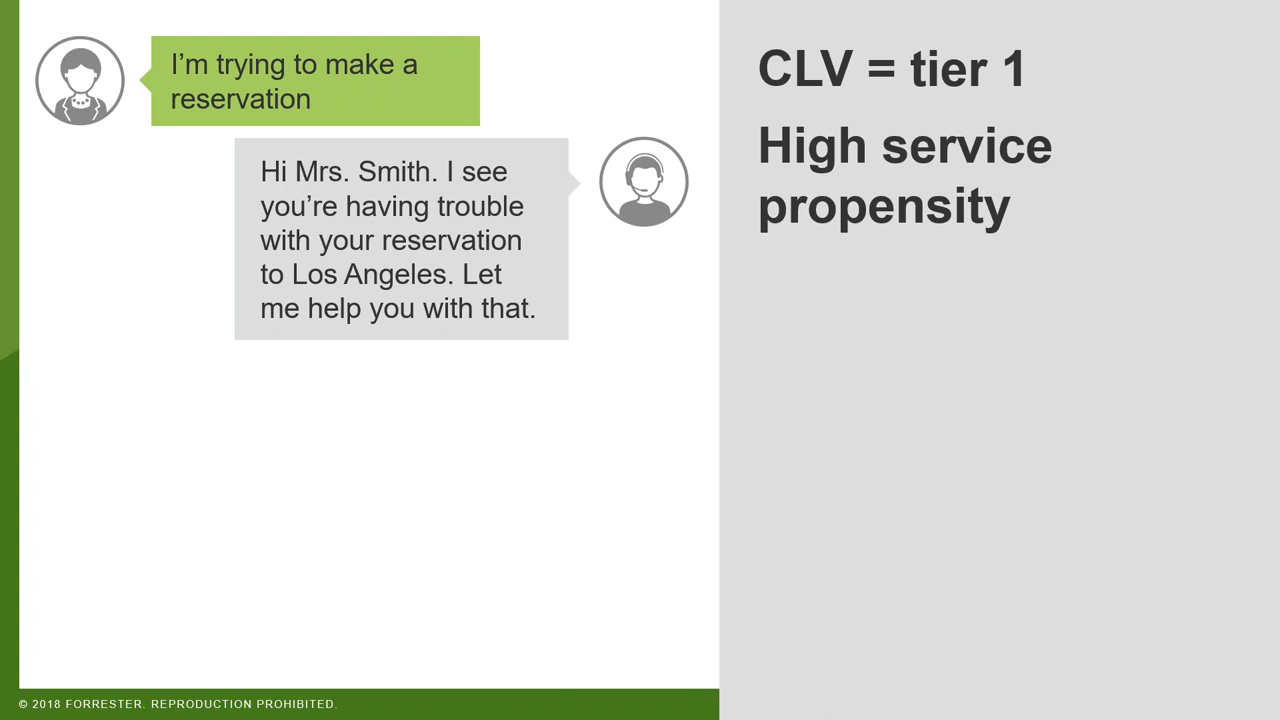 I’m trying to make a
reservation
Hi Mrs. Smith. I see
you’re having trouble
with your reservation
to Los Angeles. Let
me help you with that.
CLV = tier 1
High service
propensity
© 2018 FORRESTER. REPRODUCTION PROHIBITED.